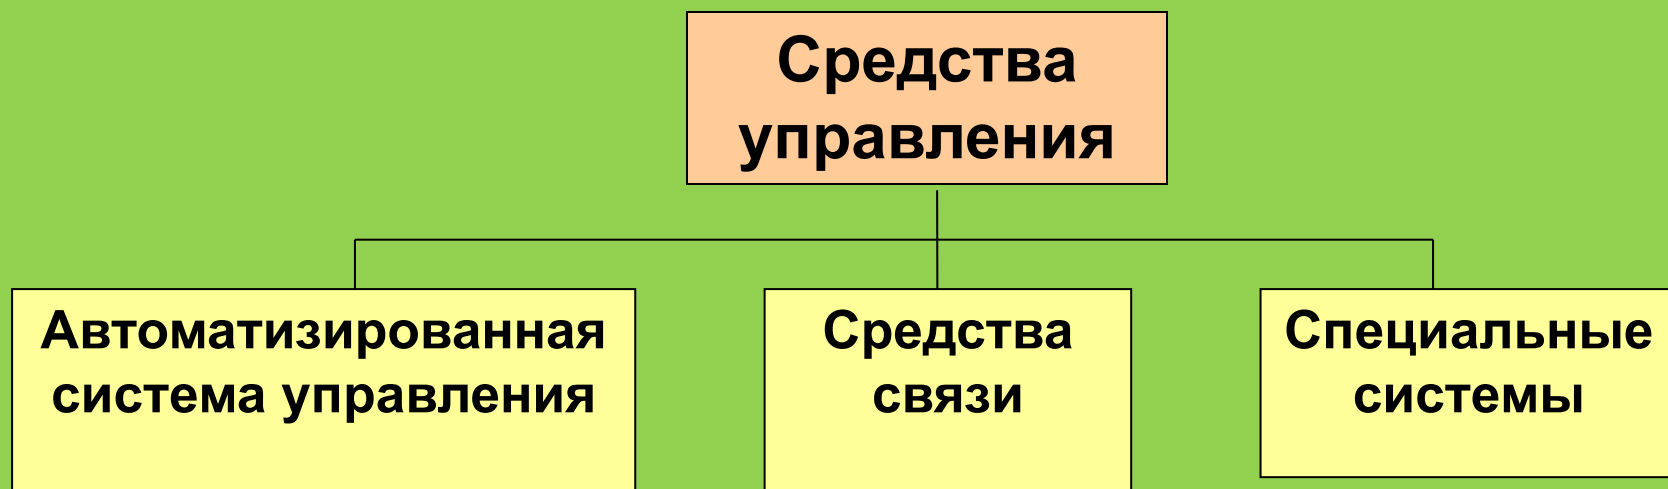 Средства
управления
Автоматизированная
система управления
Средства
связи
Специальные
системы